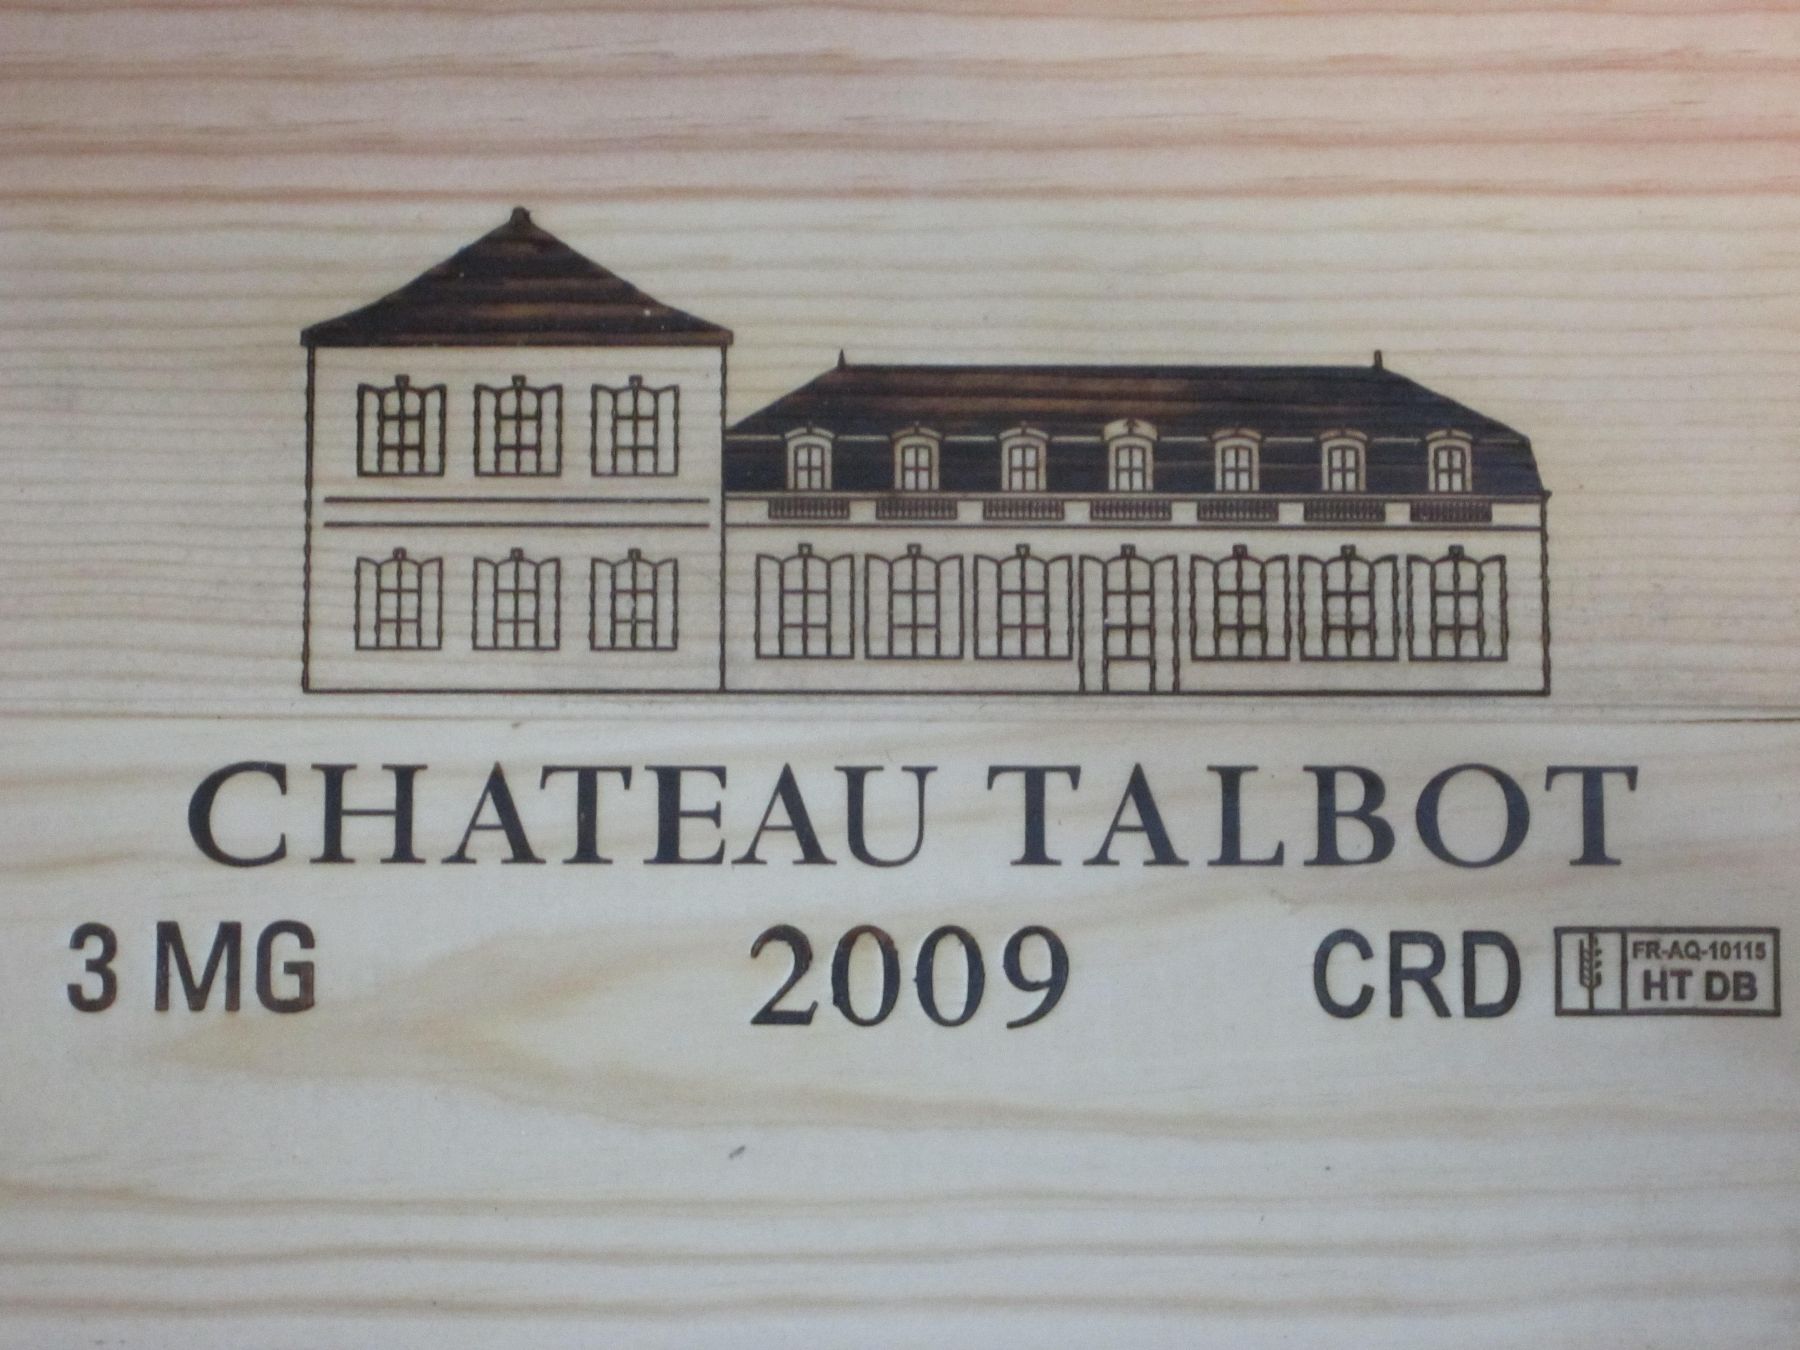 CHATEAU TALBOT
3 MG 2009 CRD
FR-AQ-10115
HT DB